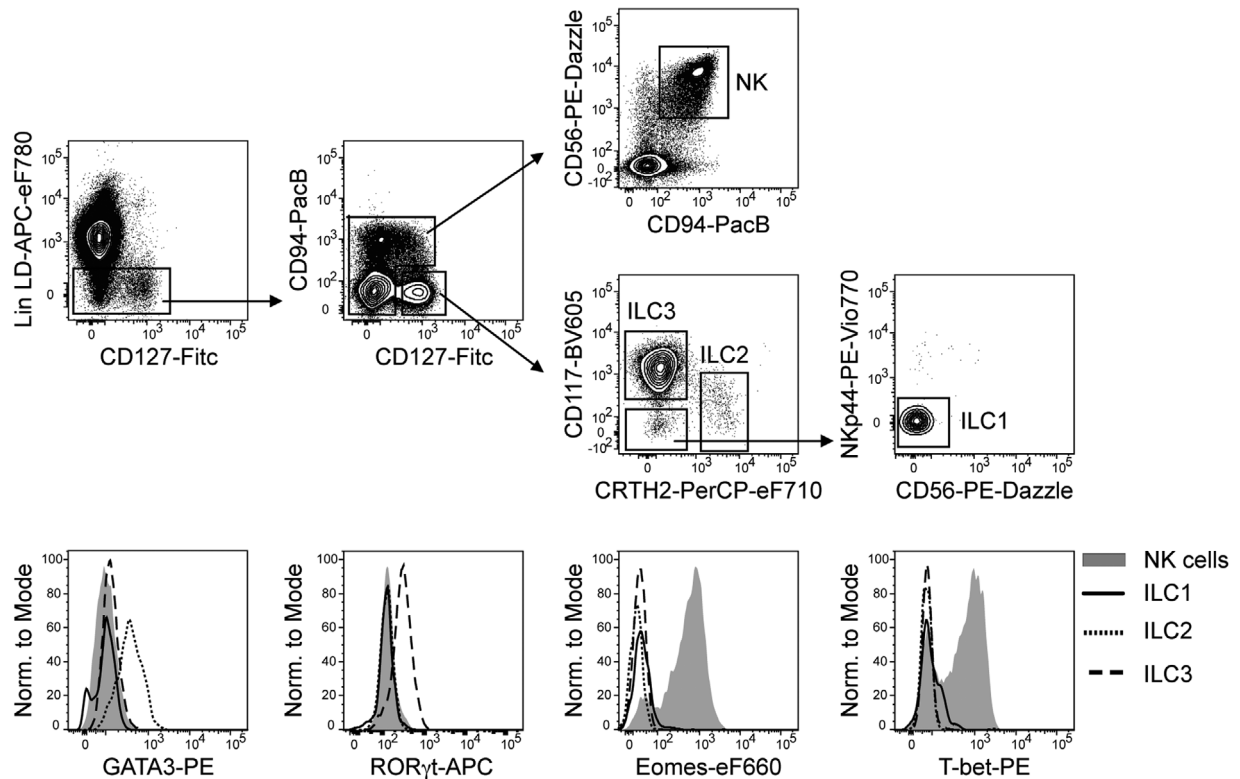 CD56-PE-Dazzle
10⁵
10⁴
10³
10²
0
-10²
NK
0 10² 10³ 10⁴ 10⁵
CD94-PacB
Lin LD-APC-eF780
10⁵
10⁴
10³
0
0 10³ 10⁴ 10⁵
CD127-Fitc
CD94-PacB
10⁵
10⁴
10³
10²
0
0 10³ 10⁴ 10⁵
CD127-Fitc
CD117-BV605
10⁵
10⁴
10³
10²
0
-10²
ILC3
ILC2
0 10³ 10⁴ 10⁵
CRTH2-PerCP-eF710
NKp44-PE-Vio770
10⁵
10⁴
10³
0
ILC1
0 10³ 10⁴ 10⁵
CD56-PE-Dazzle
Norm. to Mode
100
80
60
40
20
0
0 10³ 10⁴ 10⁵
GATA3-PE
Norm. to Mode
100
80
60
40
20
0
0 10² 10³ 10⁴ 10⁵
RORγt-APC
Norm. to Mode
100
80
60
40
20
0
0 10³ 10⁴ 10⁵
Eomes-eF660
Norm. to Mode
100
80
60
40
20
0
0 10³ 10⁴ 10⁵
T-bet-PE
NK cells
ILC1
ILC2
ILC3